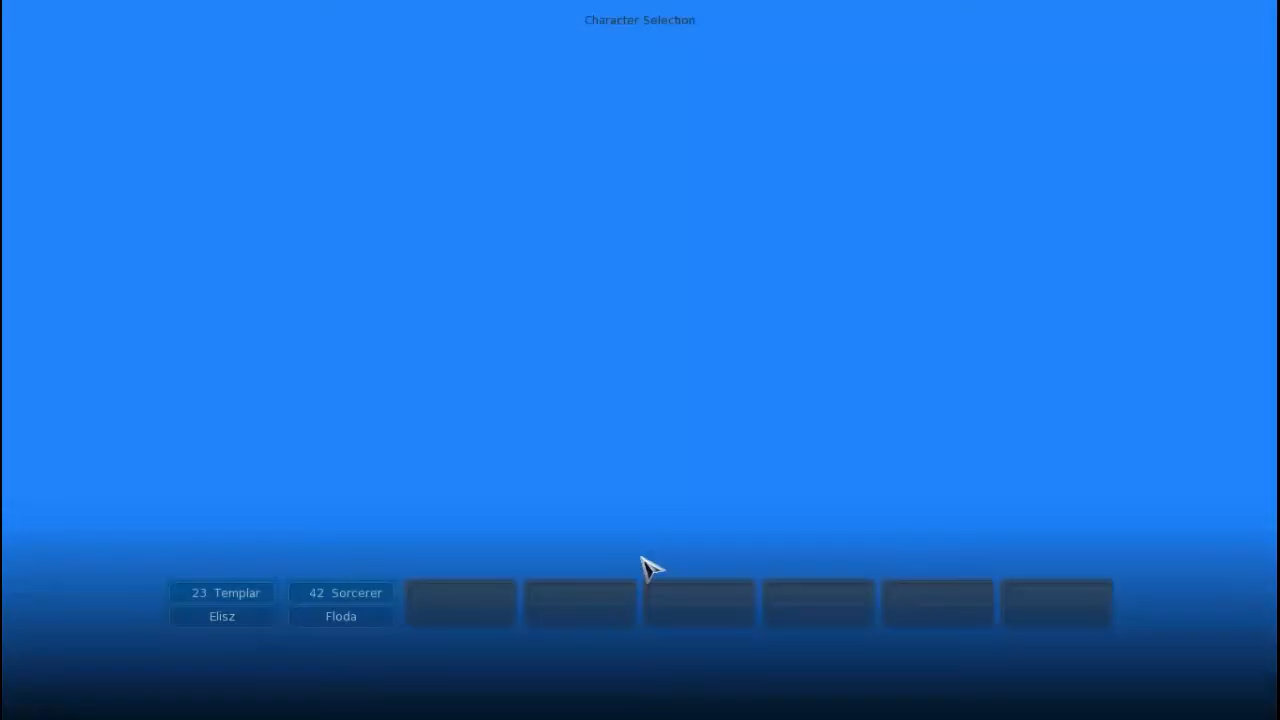 Character Selection
23 Templar
Elisz
42 Sorcerer
Floda